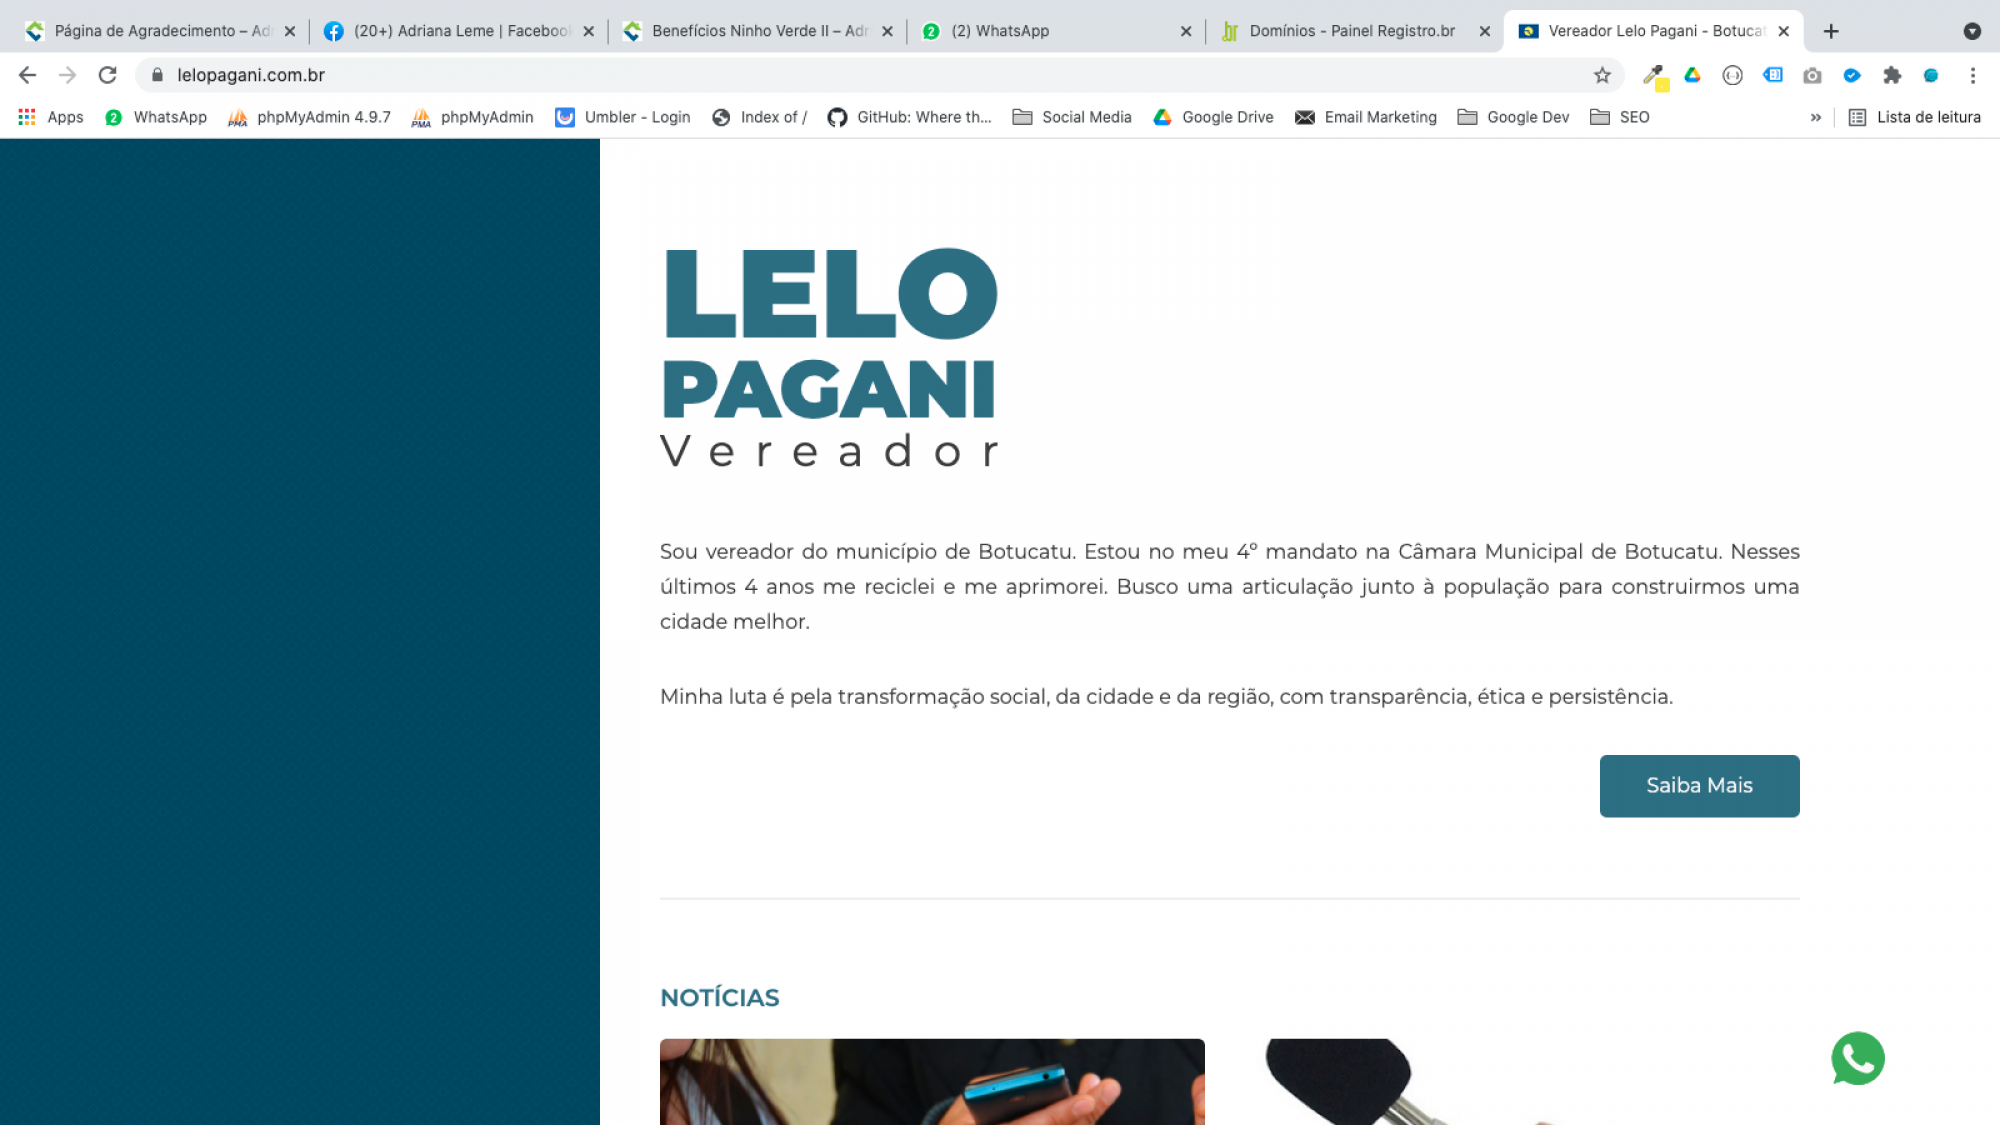 Página de Agradecimento – Ad
(20+) Adriana Leme | Facebook
Benefícios Ninho Verde II – Adr
(2) WhatsApp
Domínios - Painel Registro.br
Vereador Lelo Pagani - Botucat
lelopagani.com.br
Apps
2 WhatsApp
PMA phpMyAdmin 4.9.7
PMA phpMyAdmin
Umbler - Login
Index of /
GitHub: Where th...
Social Media
Google Drive
Email Marketing
Google Dev
SEO
»
Lista de leitura
LELO
PAGANI
Vereador
Sou vereador do município de Botucatu. Estou no meu 4º mandato na Câmara Municipal de Botucatu. Nesses
últimos 4 anos me reciclei e me aprimorei. Busco uma articulação junto à população para construirmos uma
cidade melhor.
Minha luta é pela transformação social, da cidade e da região, com transparência, ética e persistência.
Saiba Mais
NOTÍCIAS